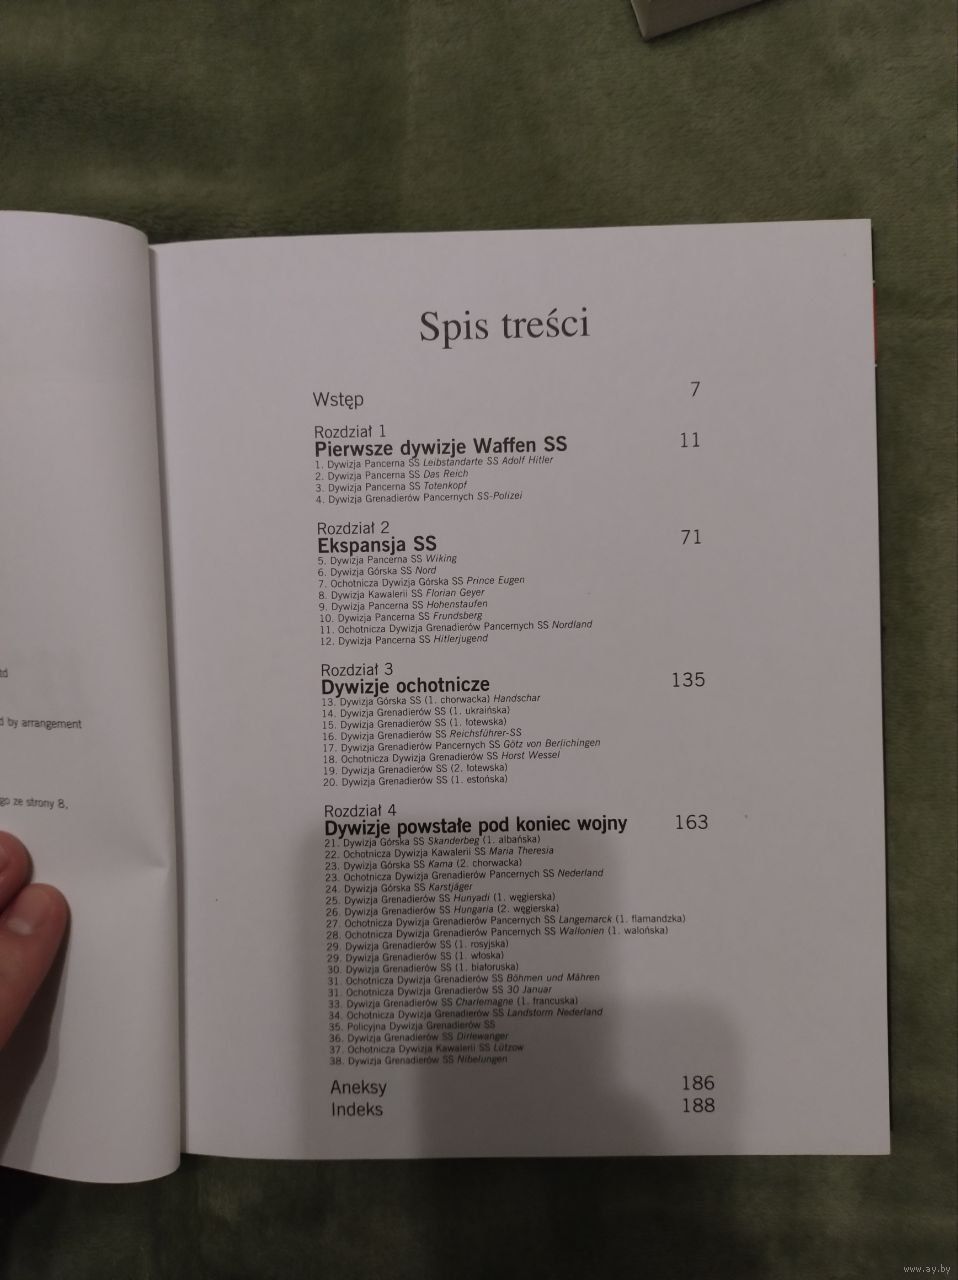 td
d by arrangement
go ze strony 8,
Spis treści
Wstęp 7
Rozdział 1
Pierwsze dywizje Waffen SS 11
1. Dywizja Pancerna SS Leibstandarte SS Adolf Hitler
2. Dywizja Pancerna SS Das Reich
3. Dywizja Pancerna SS Totenkopf
4. Dywizja Grenadierów Pancernych SS-Polizei
Rozdział 2
Ekspansja SS 71
5. Dywizja Pancerna SS Wiking
6. Dywizja Górska SS Nord
7. Ochotnicza Dywizja Górska SS Prince Eugen
8. Dywizja Kawalerii SS Florian Geyer
9. Dywizja Pancerna SS Hohenstaufen
10. Dywizja Pancerna SS Frundsberg
11. Ochotnicza Dywizja Grenadierów Pancernych SS Nordland
12. Dywizja Pancerna SS Hitlerjugend
Rozdział 3
Dywizje ochotnicze 135
13. Dywizja Górska SS (1. chorwacka) Handschar
14. Dywizja Grenadierów SS (1. ukraińska)
15. Dywizja Grenadierów SS (1. łotewska)
16. Dywizja Grenadierów SS Reichsführer-SS
17. Dywizja Grenadierów Pancernych SS Götz von Berlichingen
18. Ochotnicza Dywizja Grenadierów SS Horst Wessel
19. Dywizja Grenadierów SS (2. łotewska)
20. Dywizja Grenadierów SS (1. estońska)
Rozdział 4
Dywizje powstałe pod koniec wojny 163
21. Dywizja Górska SS Skanderbeg (1. albańska)
22. Ochotnicza Dywizja Kawalerii SS Maria Theresia
23. Dywizja Górska SS Kama (2. chorwacka)
23. Ochotnicza Dywizja Grenadierów Pancernych SS Nederland
24. Dywizja Górska SS Karstjäger
25. Dywizja Grenadierów SS Hunyadi (1. węgierska)
26. Dywizja Grenadierów SS Hungaria (2. węgierska)
27. Ochotnicza Dywizja Grenadierów Pancernych SS Langemarck (1. flamandzka)
28. Ochotnicza Dywizja Grenadierów Pancernych SS Wallonien (1. walońska)
29. Dywizja Grenadierów SS (1. rosyjska)
29. Dywizja Grenadierów SS (1. włoska)
30. Dywizja Grenadierów SS (1. białoruska)
31. Ochotnicza Dywizja Grenadierów SS Böhmen und Mähren
31. Ochotnicza Dywizja Grenadierów SS 30 Januar
33. Dywizja Grenadierów SS Charlemagne (1. francuska)
34. Ochotnicza Dywizja Grenadierów SS Landstorm Nederland
35. Policyjna Dywizja Grenadierów SS
36. Dywizja Grenadierów SS Dirlewanger
37. Ochotnicza Dywizja Kawalerii SS Lützow
38. Dywizja Grenadierów SS Nibelungen
Aneksy 186
Indeks 188
www.ay.by